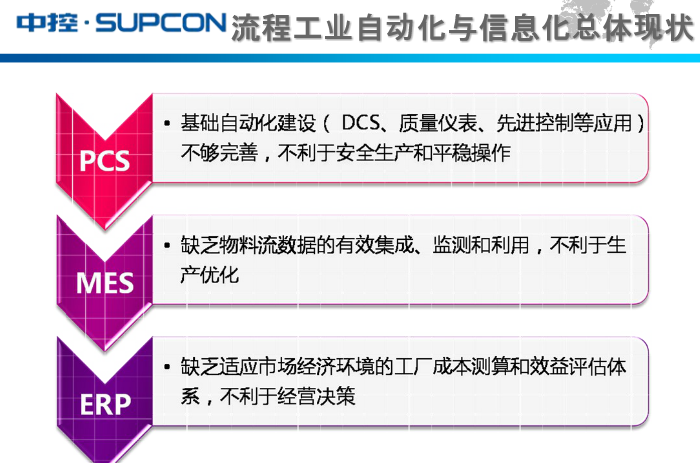 中控·SUPCON 流程工业自动化与信息化总体现状
PCS
• 基础自动化建设（ DCS、质量仪表、先进控制等应用）
不够完善，不利于安全生产和平稳操作
MES
• 缺乏物料流数据的有效集成、监测和利用，不利于生
产优化
ERP
• 缺乏适应市场经济环境的工厂成本测算和效益评估体
系，不利于经营决策